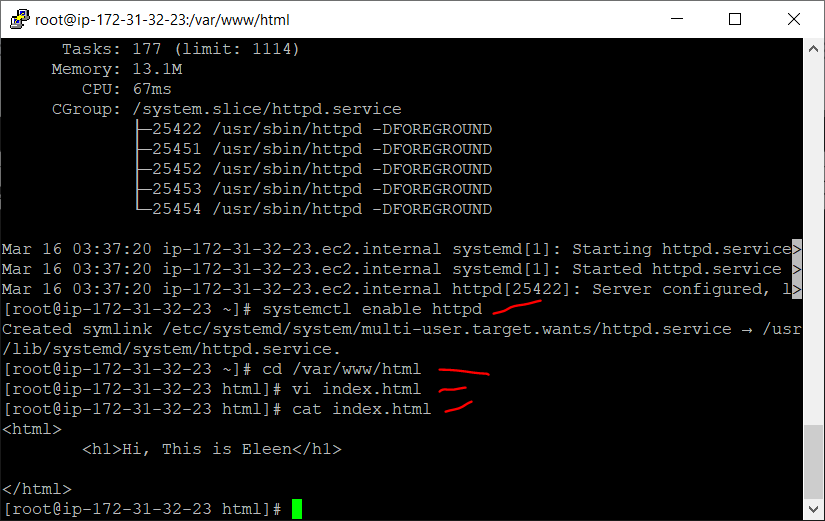 root@ip-172-31-32-23:/var/www/html
Tasks: 177 (limit: 1114)
Memory: 13.1M
CPU: 67ms
CGroup: /system.slice/httpd.service
├─25422 /usr/sbin/httpd -DFOREGROUND
├─25451 /usr/sbin/httpd -DFOREGROUND
├─25452 /usr/sbin/httpd -DFOREGROUND
├─25453 /usr/sbin/httpd -DFOREGROUND
└─25454 /usr/sbin/httpd -DFOREGROUND
Mar 16 03:37:20 ip-172-31-32-23.ec2.internal systemd[1]: Starting httpd.service>
Mar 16 03:37:20 ip-172-31-32-23.ec2.internal systemd[1]: Started httpd.service >
Mar 16 03:37:20 ip-172-31-32-23.ec2.internal httpd[25422]: Server configured, l>
[root@ip-172-31-32-23 ~]# systemctl enable httpd
Created symlink /etc/systemd/system/multi-user.target.wants/httpd.service → /usr
/lib/systemd/system/httpd.service.
[root@ip-172-31-32-23 ~]# cd /var/www/html
[root@ip-172-31-32-23 html]# vi index.html
[root@ip-172-31-32-23 html]# cat index.html
<html>
<h1>Hi, This is Eleen</h1>
</html>
[root@ip-172-31-32-23 html]#